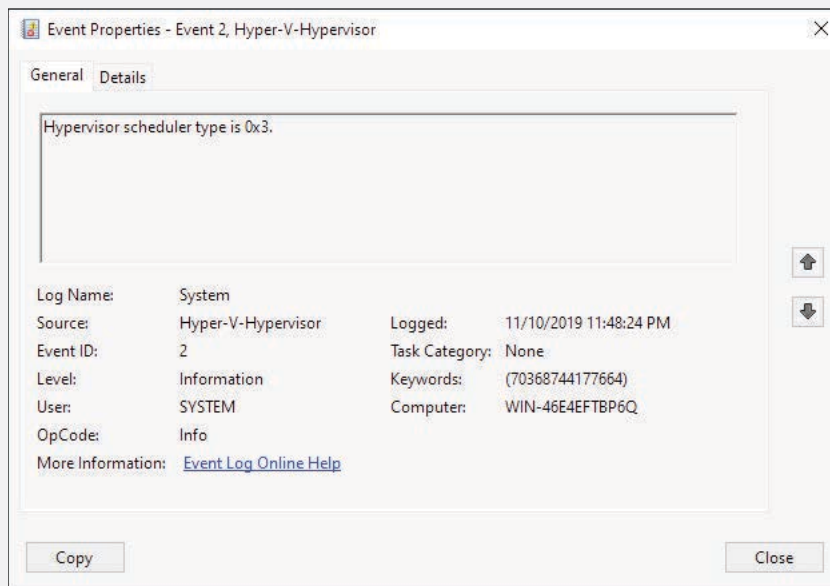 Event Properties - Event 2, Hyper-V-Hypervisor
General Details
Hypervisor scheduler type is 0x3.
Log Name: System
Source: Hyper-V-Hypervisor Logged: 11/10/2019 11:48:24 PM
Event ID: 2 Task Category: None
Level: Information Keywords: (70368744177664)
User: SYSTEM Computer: WIN-46E4EFTBP6Q
OpCode: Info
More Information: Event Log Online Help
Copy Close